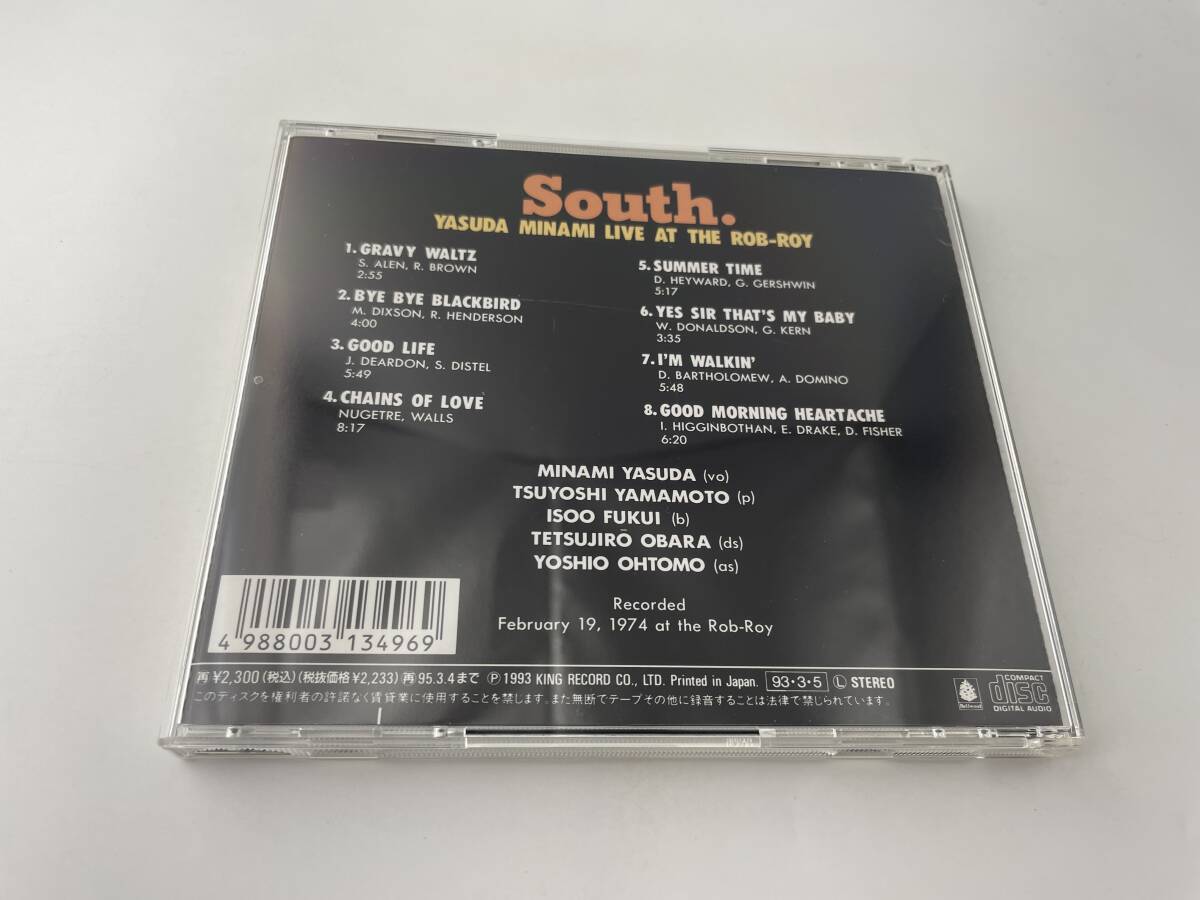 South.
YASUDA MINAMI LIVE AT THE ROB-ROY
1. GRAVY WALTZ
S. ALEN, R. BROWN
2:55
2. BYE BYE BLACKBIRD
M. DIXSON, R. HENDERSON
4:00
3. GOOD LIFE
J. DEARDON, S. DISTEL
5:49
4. CHAINS OF LOVE
NUGETRE, WALLS
8:17
5. SUMMER TIME
D. HEYWARD, G. GERSHWIN
5:17
6. YES SIR THAT'S MY BABY
W. DONALDSON, G. KERN
3:35
7. I'M WALKIN'
D. BARTHOLOMEW, A. DOMINO
5:48
8. GOOD MORNING HEARTACHE
I. HIGGINBOTHAN, E. DRAKE, D. FISHER
6:20
MINAMI YASUDA (vo)
TSUYOSHI YAMAMOTO (p)
ISOO FUKUI (b)
TETSUJIRŌ OBARA (ds)
YOSHIO OHTOMO (as)
Recorded
February 19, 1974 at the Rob-Roy
4 988003 134969
再¥2,300(税込)(税抜価格¥2,233) 再95.3.4まで Ⓟ 1993 KING RECORD CO., LTD. Printed in Japan. 93・3・5 Ⓛ STEREO
このディスクを権利者の許諾なく賃貸業に使用することを禁じます。また無断でテープその他に録音することは法律で禁じられています。
Bellwood
COMPACT
disc
DIGITAL AUDIO